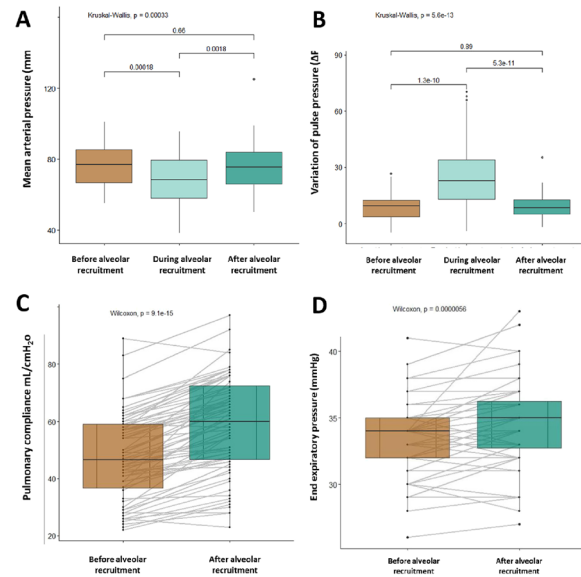 A
Kruskal-Wallis, p = 0.00033
0.66
0.00018
0.0018
Mean arterial pressure (mm
120
80
40
Before alveolar
recruitment
During alveolar
recruitment
After alveolar
recruitment
B
Kruskal-Wallis, p = 5.6e-13
0.89
1.3e-10
5.3e-11
Variation of pulse pressure (ΔF
90
60
30
0
Before alveolar
recruitment
During alveolar
recruitment
After alveolar
recruitment
C
Wilcoxon, p = 9.1e-15
Pulmonary compliance mL/cmH₂o
80
60
40
20
Before alveolar
recruitment
After alveolar
recruitment
D
Wilcoxon, p = 0.0000056
End expiratory pressure (mmHg)
40
35
30
Before alveolar
recruitment
After alveolar
recruitment